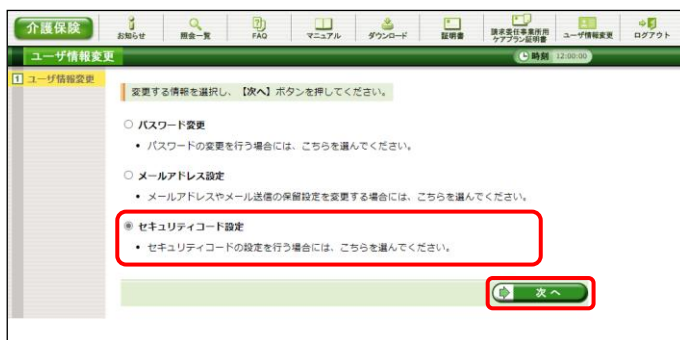 介護保険
お知らせ
照会一覧
FAQ
マニュアル
ダウンロード
証明書
請求委任事業所用
ケアプラン証明書
ユーザ情報変更
ログアウト
ユーザ情報変更
時刻 12:00:00
1 ユーザ情報変更
変更する情報を選択し、【次へ】ボタンを押してください。
パスワード変更
• パスワードの変更を行う場合には、こちらを選んでください。
メールアドレス設定
• メールアドレスやメール送信の保留設定を変更する場合には、こちらを選んでください。
セキュリティコード設定
• セキュリティコードの設定を行う場合には、こちらを選んでください。
次へ